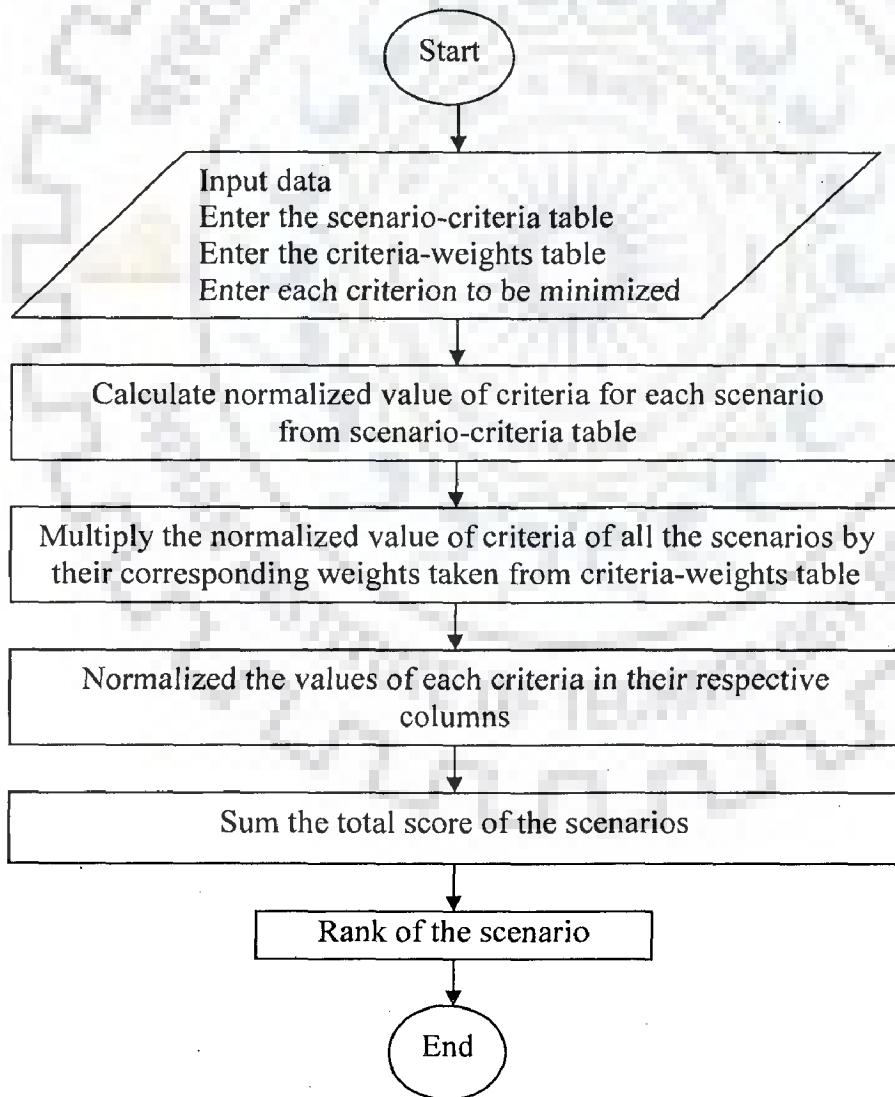 Start
Input data
Enter the scenario-criteria table
Enter the criteria-weights table
Enter each criterion to be minimized
Calculate normalized value of criteria for each scenario
from scenario-criteria table
Multiply the normalized value of criteria of all the scenarios by
their corresponding weights taken from criteria-weights table
Normalized the values of each criteria in their respective
columns
Sum the total score of the scenarios
Rank of the scenario
End